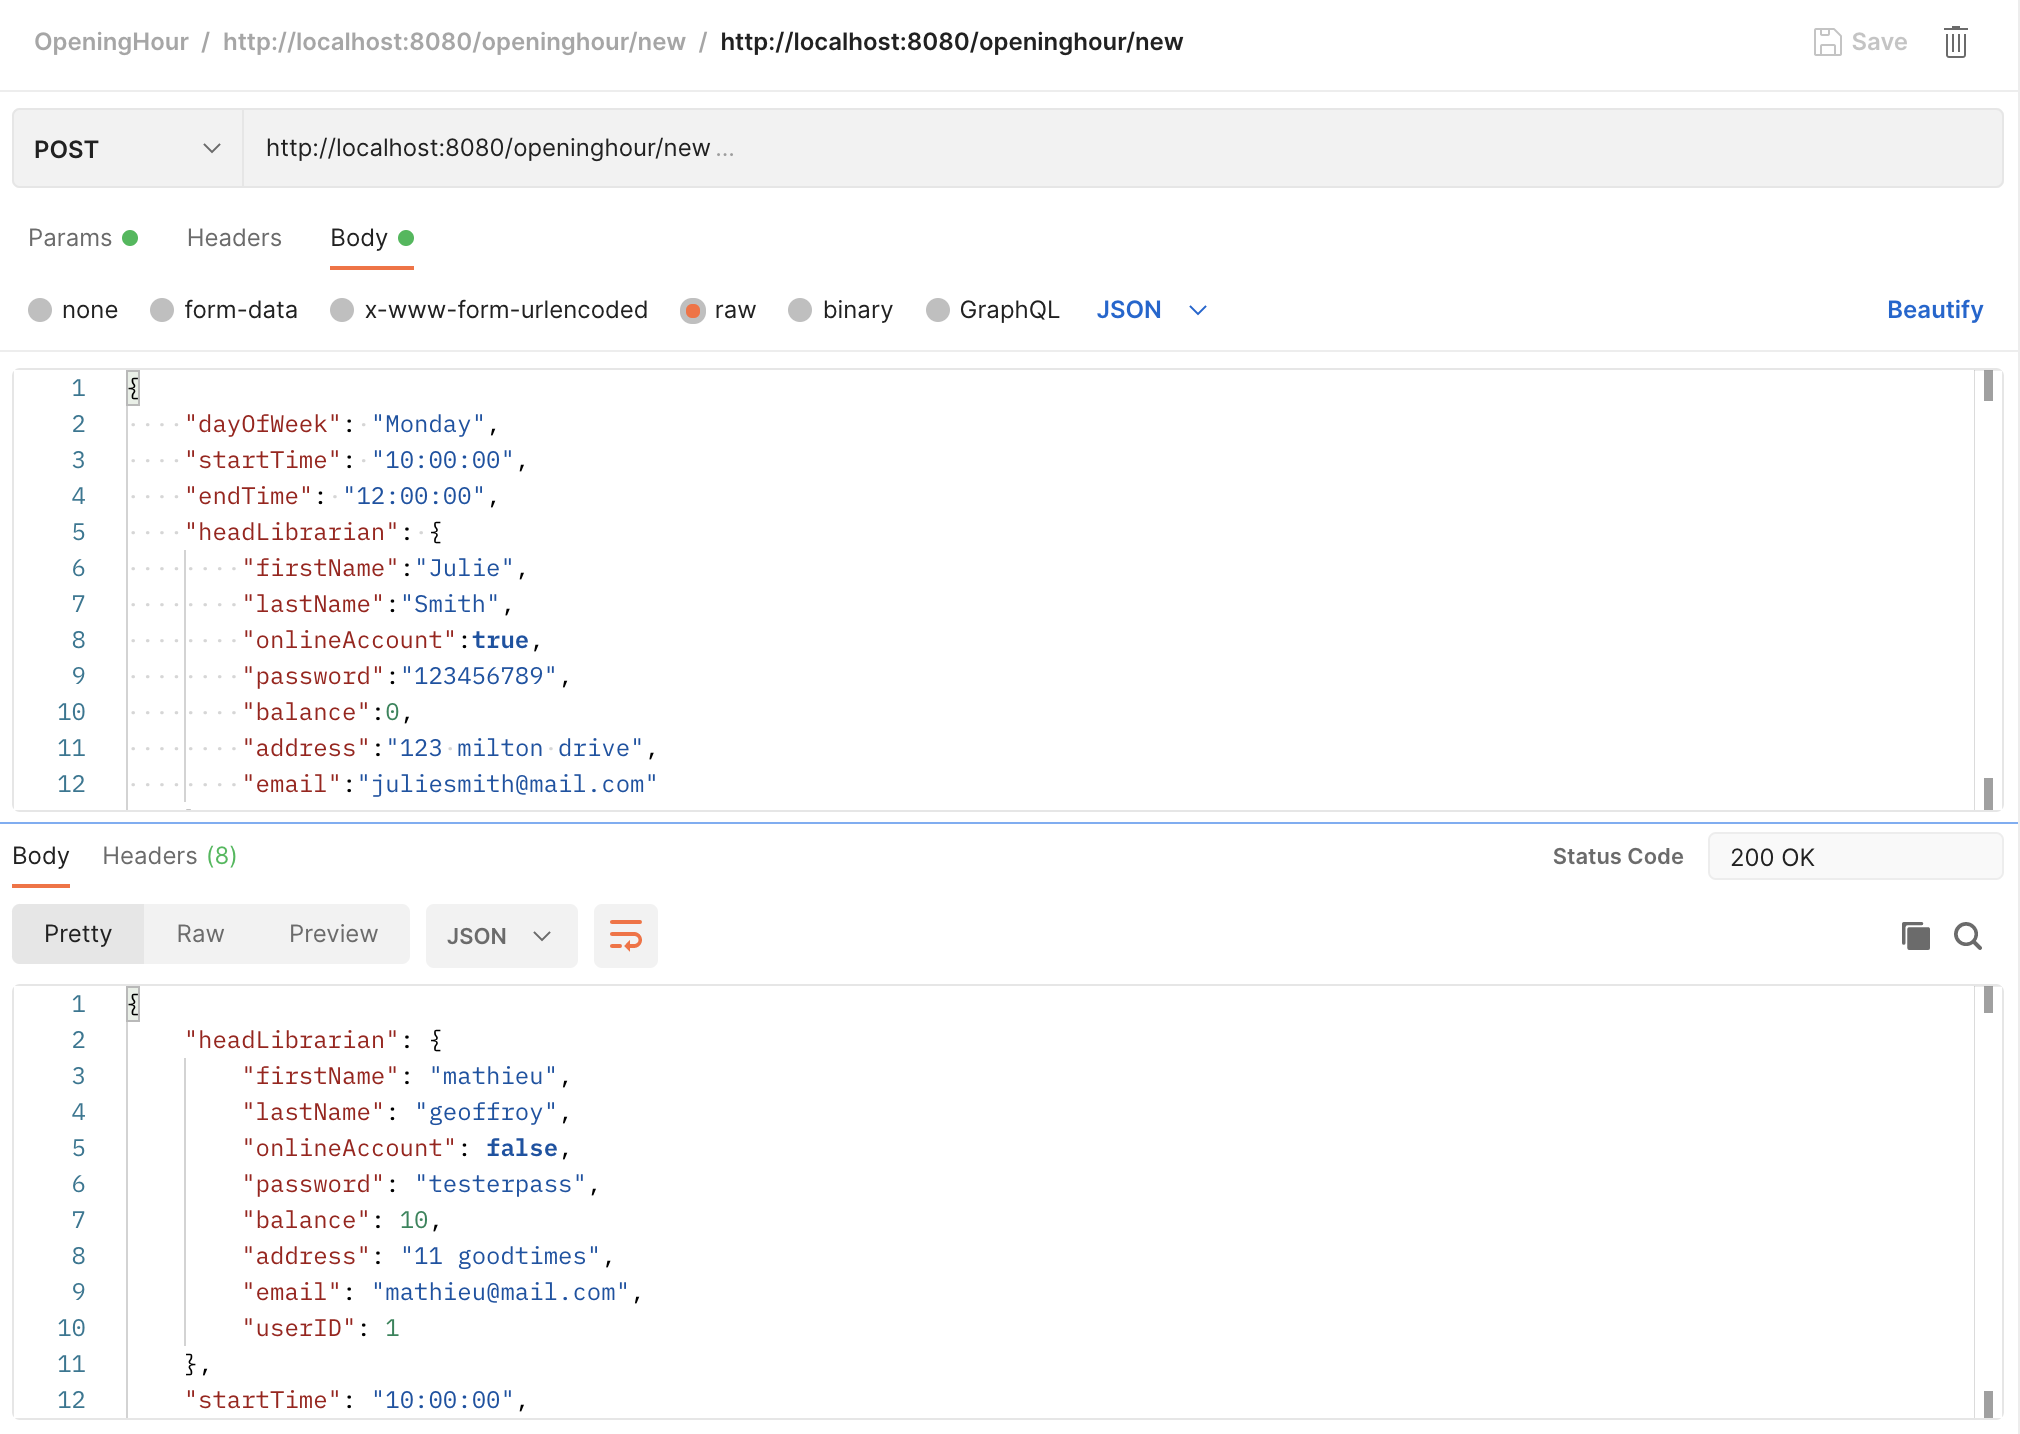 OpeningHour / http://localhost:8080/openinghour/new / http://localhost:8080/openinghour/new Save
POST http://localhost:8080/openinghour/new ...
Params Headers Body
none form-data x-www-form-urlencoded raw binary GraphQL JSON Beautify
1 {
2 "dayOfWeek": "Monday",
3 "startTime": "10:00:00",
4 "endTime": "12:00:00",
5 "headLibrarian": {
6 "firstName":"Julie",
7 "lastName":"Smith",
8 "onlineAccount":true,
9 "password":"123456789",
10 "balance":0,
11 "address":"123 milton drive",
12 "email":"juliesmith@mail.com"
Body Headers (8) Status Code 200 OK
Pretty Raw Preview JSON
1 {
2 "headLibrarian": {
3 "firstName": "mathieu",
4 "lastName": "geoffroy",
5 "onlineAccount": false,
6 "password": "testerpass",
7 "balance": 10,
8 "address": "11 goodtimes",
9 "email": "mathieu@mail.com",
10 "userID": 1
11 },
12 "startTime": "10:00:00",